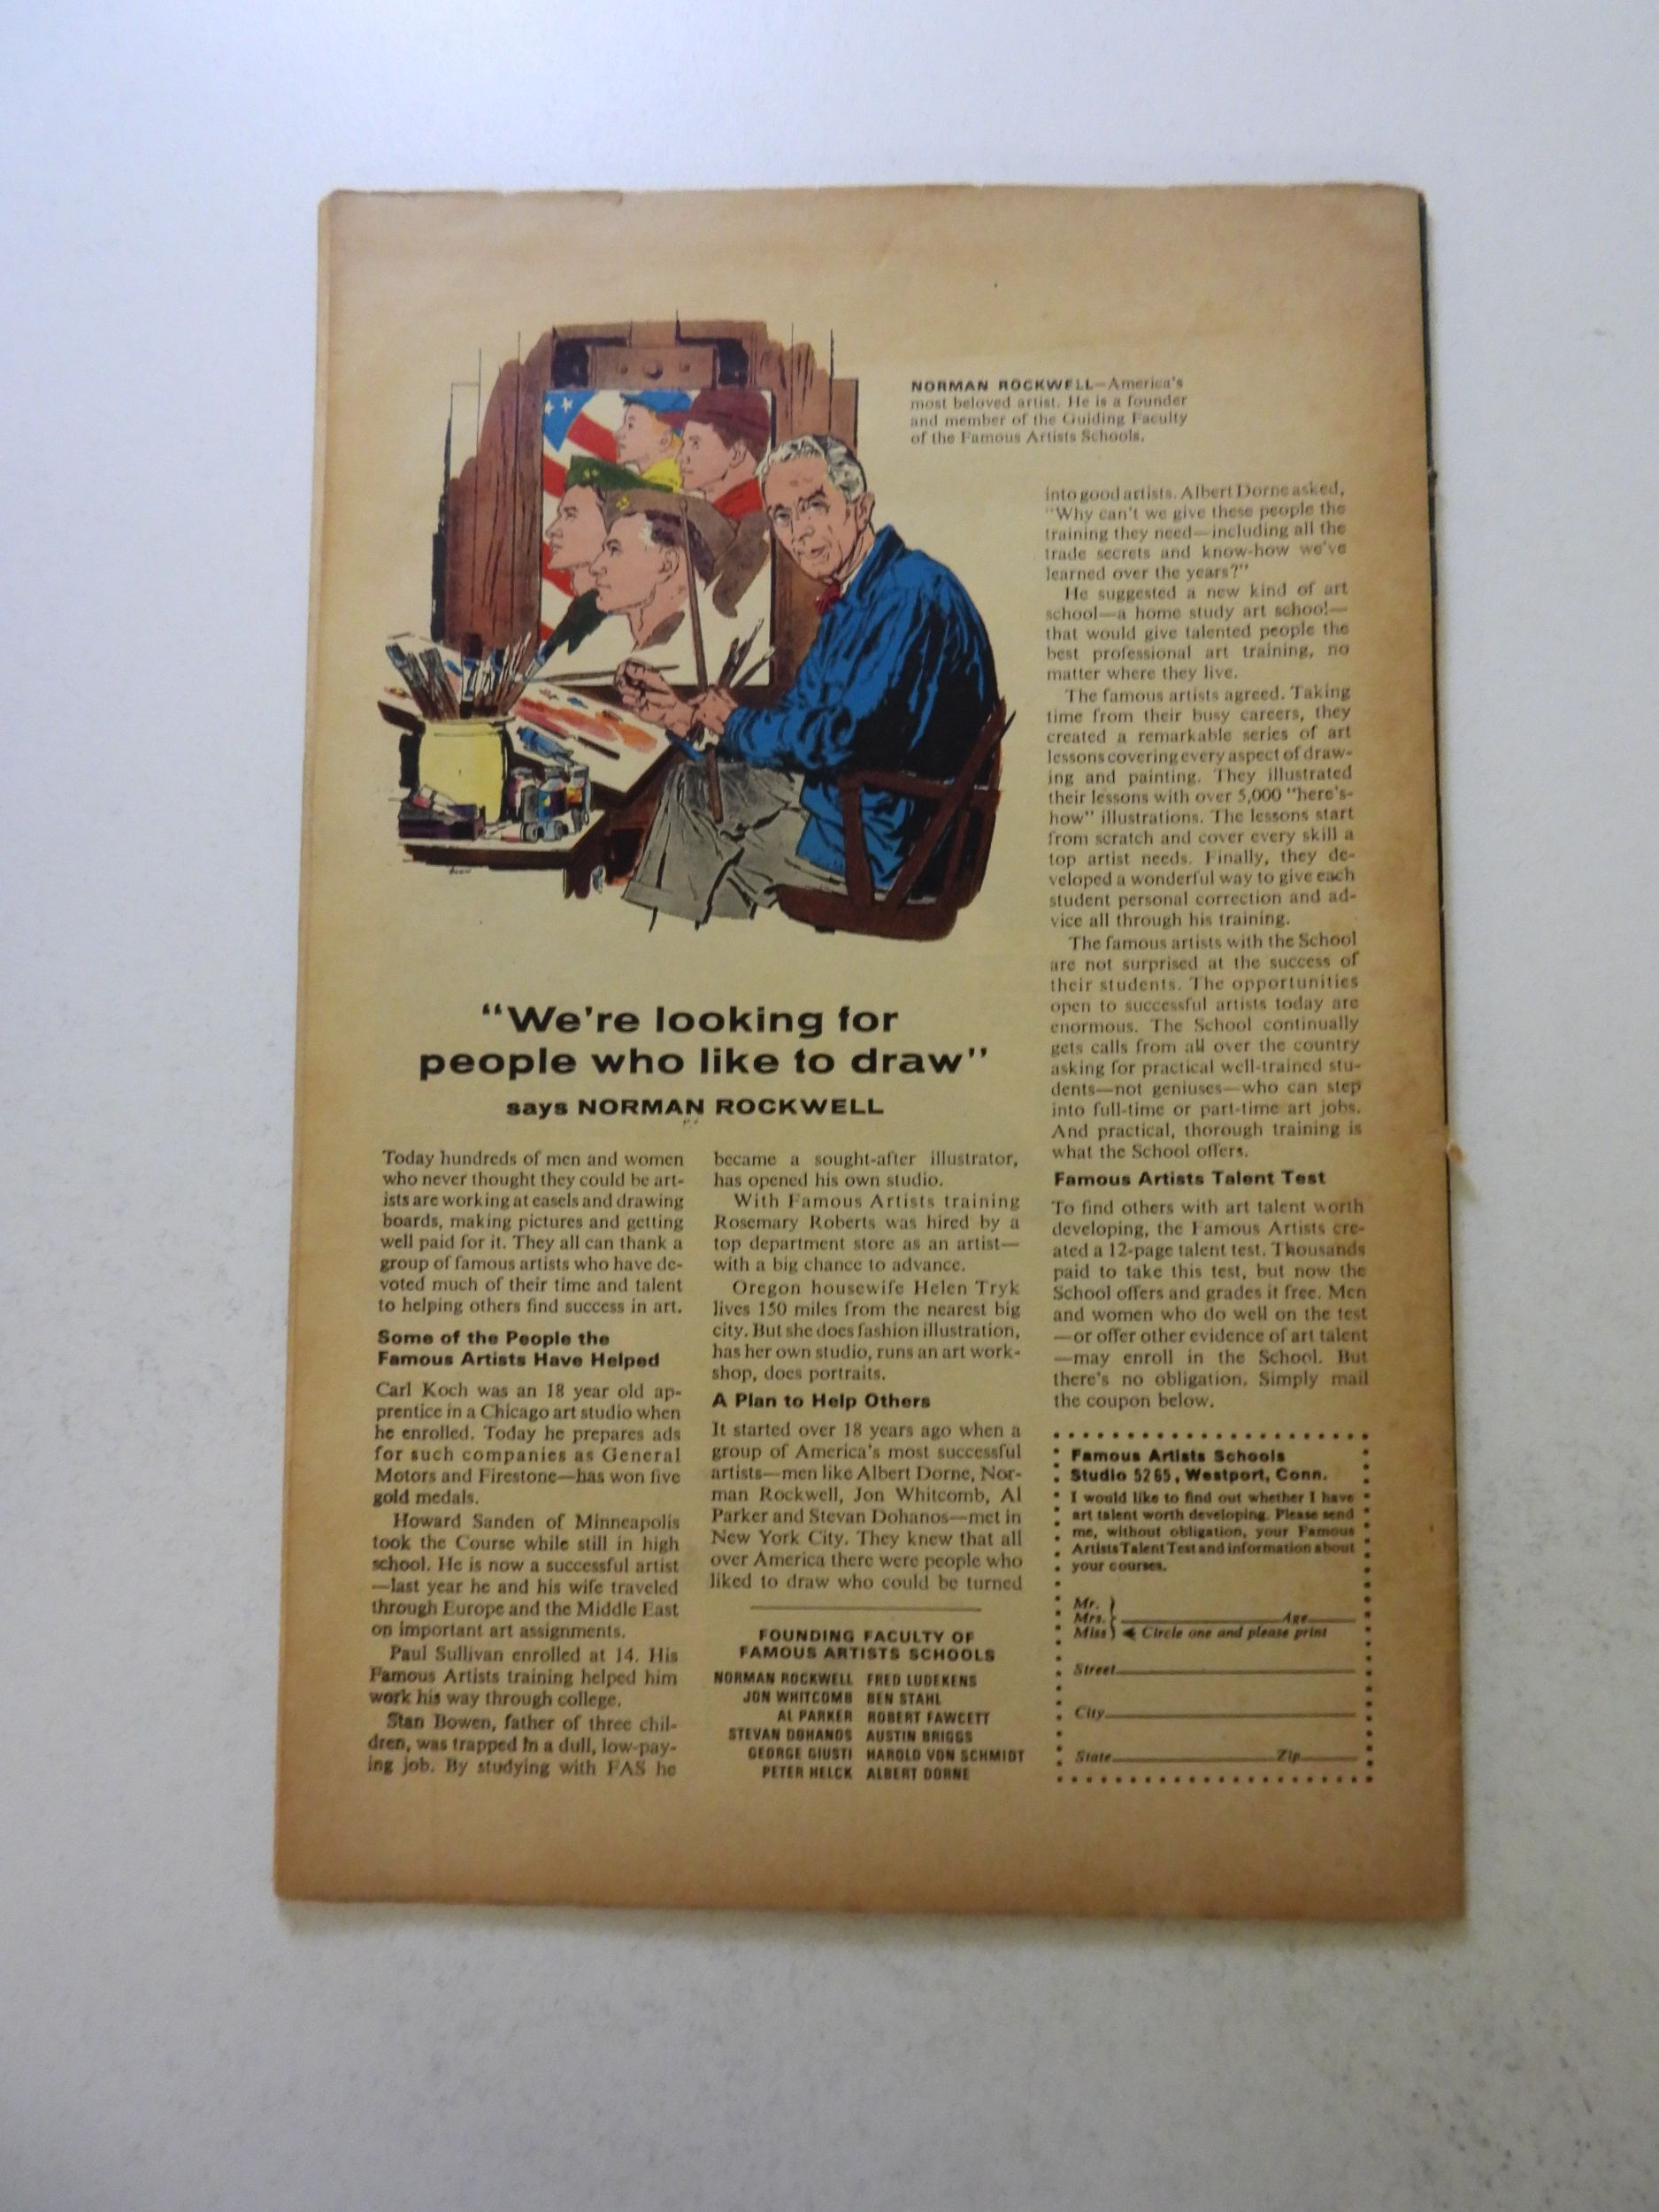 NORMAN ROCKWELL—America's
most beloved artist. He is a founder
and member of the Guiding Faculty
of the Famous Artists Schools.
"We're looking for
people who like to draw"
says NORMAN ROCKWELL
Today hundreds of men and women
who never thought they could be art-
ists are working at easels and drawing
boards, making pictures and getting
well paid for it. They all can thank a
group of famous artists who have de-
voted much of their time and talent
to helping others find success in art.
Some of the People the
Famous Artists Have Helped
Carl Koch was an 18 year old ap-
prentice in a Chicago art studio when
he enrolled. Today he prepares ads
for such companies as General
Motors and Firestone—has won five
gold medals.
Howard Sanden of Minneapolis
took the Course while still in high
school. He is now a successful artist
—last year he and his wife traveled
through Europe and the Middle East
on important art assignments.
Paul Sullivan enrolled at 14. His
Famous Artists training helped him
work his way through college.
Stan Bowen, father of three chil-
dren, was trapped in a dull, low-pay-
ing job. By studying with FAS he
became a sought-after illustrator,
has opened his own studio.
With Famous Artists training
Rosemary Roberts was hired by a
top department store as an artist—
with a big chance to advance.
Oregon housewife Helen Tryk
lives 150 miles from the nearest big
city. But she does fashion illustration,
has her own studio, runs an art work-
shop, does portraits.
A Plan to Help Others
It started over 18 years ago when a
group of America's most successful
artists—men like Albert Dorne, Nor-
man Rockwell, Jon Whitcomb, Al
Parker and Stevan Dohanos—met in
New York City. They knew that all
over America there were people who
liked to draw who could be turned
FOUNDING FACULTY OF
FAMOUS ARTISTS SCHOOLS
NORMAN ROCKWELL FRED LUDEKENS
JON WHITCOMB BEN STAHL
AL PARKER ROBERT FAWCETT
STEVAN DOHANOS AUSTIN BRIGGS
GEORGE GIUSTI HAROLD VON SCHMIDT
PETER HELCK ALBERT DORNE
into good artists. Albert Dorne asked,
"Why can't we give these people the
training they need—including all the
trade secrets and know-how we've
learned over the years?"
He suggested a new kind of art
school—a home study art school—
that would give talented people the
best professional art training, no
matter where they live.
The famous artists agreed. Taking
time from their busy careers, they
created a remarkable series of art
lessons covering every aspect of draw-
ing and painting. They illustrated
their lessons with over 5,000 "here's-
how" illustrations. The lessons start
from scratch and cover every skill a
top artist needs. Finally, they de-
veloped a wonderful way to give each
student personal correction and ad-
vice all through his training.
The famous artists with the School
are not surprised at the success of
their students. The opportunities
open to successful artists today are
enormous. The School continually
gets calls from all over the country
asking for practical well-trained stu-
dents—not geniuses—who can step
into full-time or part-time art jobs.
And practical, thorough training is
what the School offers.
Famous Artists Talent Test
To find others with art talent worth
developing, the Famous Artists cre-
ated a 12-page talent test. Thousands
paid to take this test, but now the
School offers and grades it free. Men
and women who do well on the test
—or offer other evidence of art talent
—may enroll in the School. But
there's no obligation. Simply mail
the coupon below.
Famous Artists Schools
Studio 5265, Westport, Conn.
I would like to find out whether I have
art talent worth developing. Please send
me, without obligation, your Famous
Artists Talent Test and information about
your courses.
Mr.
Mrs. Age
Miss Circle one and please print
Street
City
State Zip